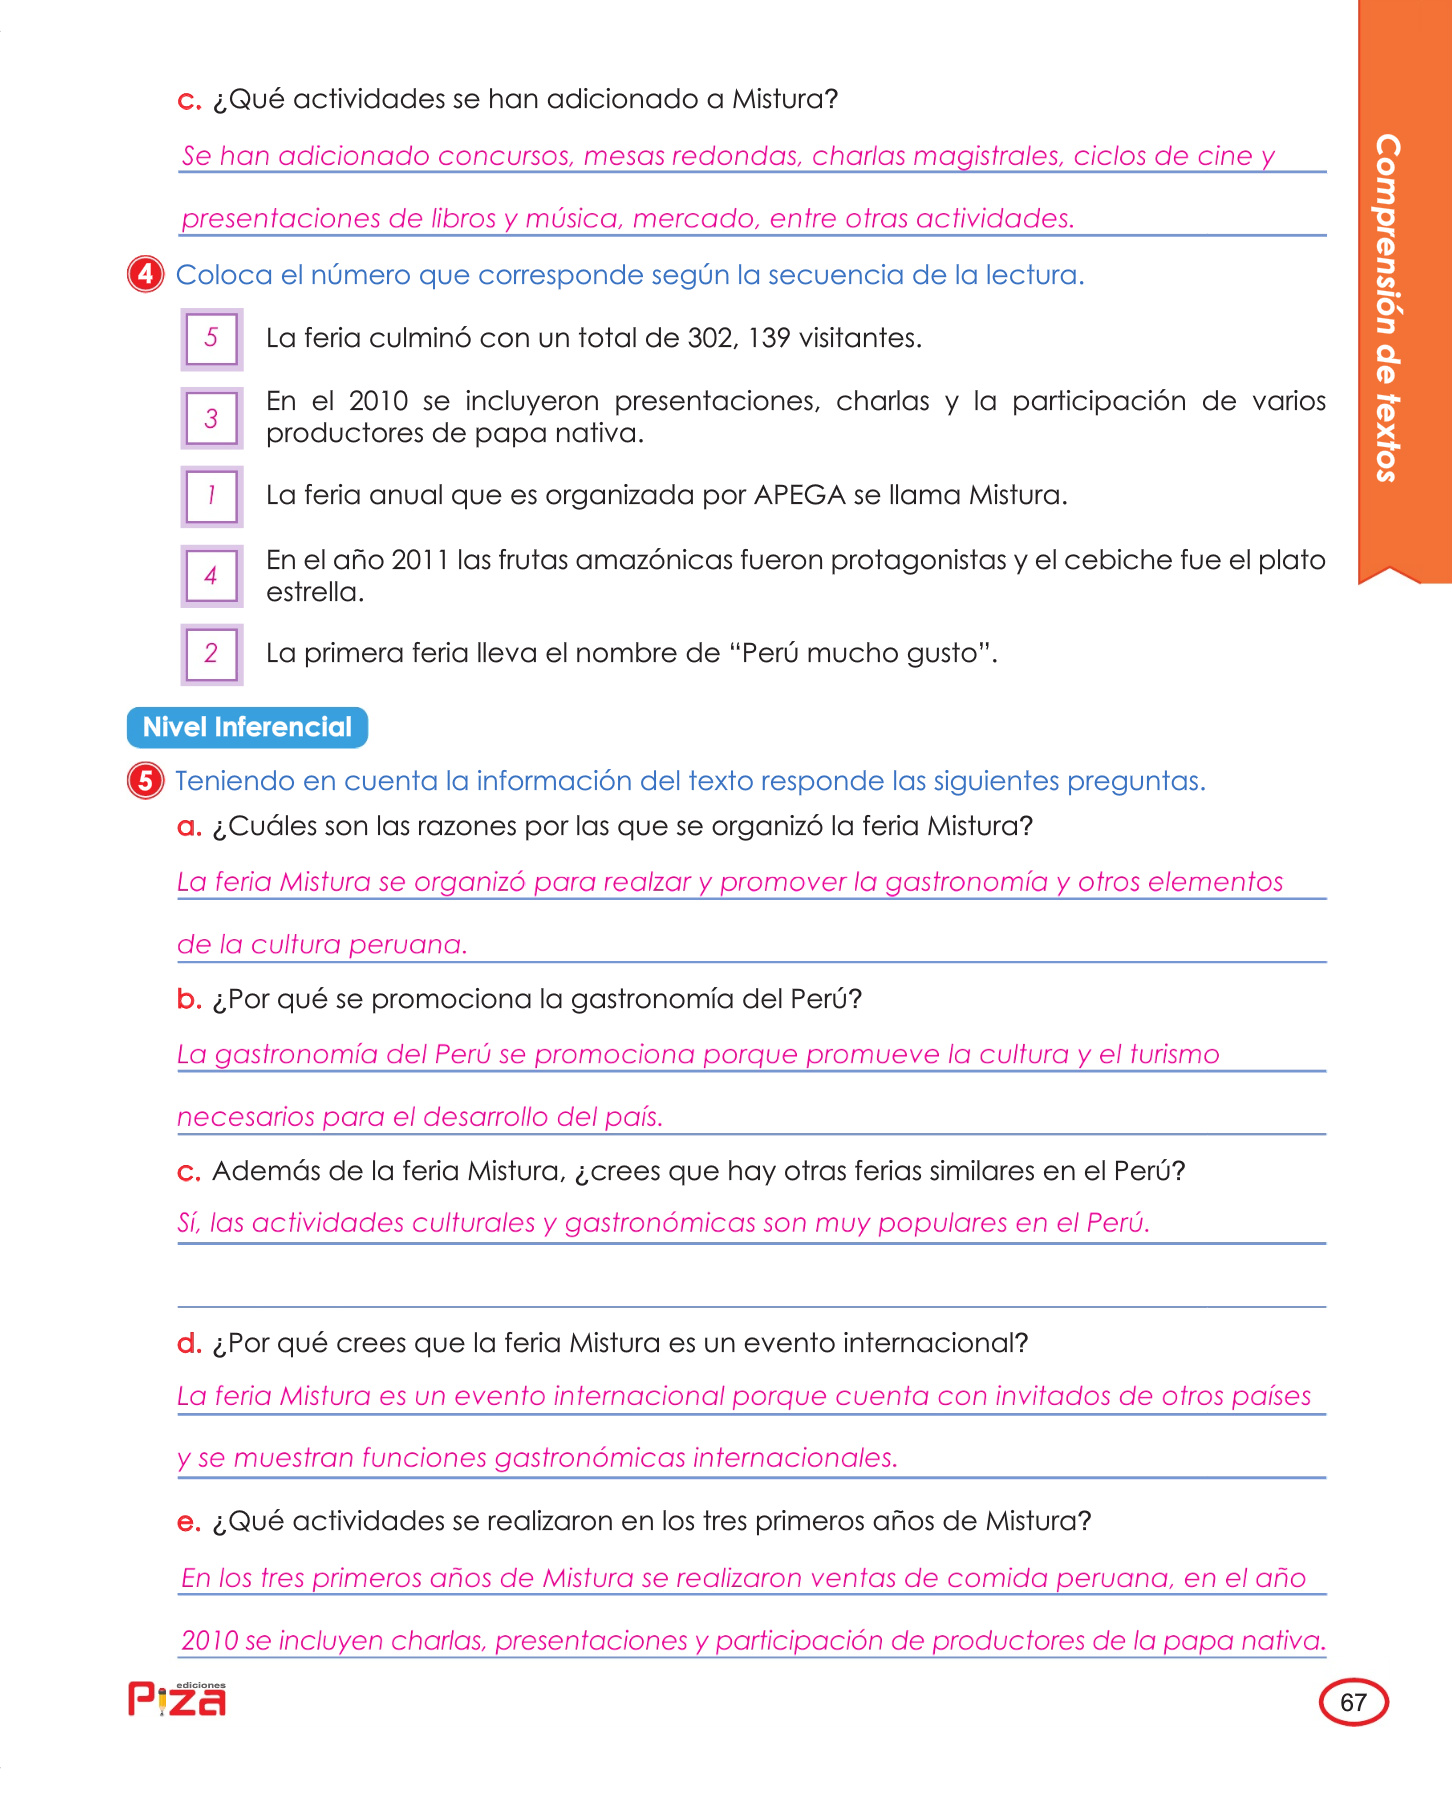 c. ¿Qué actividades se han adicionado a Mistura?
Se han adicionado concursos, mesas redondas, charlas magistrales, ciclos de cine y
presentaciones de libros y música, mercado, entre otras actividades.
4 Coloca el número que corresponde según la secuencia de la lectura.
5 La feria culminó con un total de 302, 139 visitantes.
3 En el 2010 se incluyeron presentaciones, charlas y la participación de varios
productores de papa nativa.
1 La feria anual que es organizada por APEGA se llama Mistura.
4 En el año 2011 las frutas amazónicas fueron protagonistas y el cebiche fue el plato
estrella.
2 La primera feria lleva el nombre de “Perú mucho gusto”.
Nivel Inferencial
5 Teniendo en cuenta la información del texto responde las siguientes preguntas.
a. ¿Cuáles son las razones por las que se organizó la feria Mistura?
La feria Mistura se organizó para realzar y promover la gastronomía y otros elementos
de la cultura peruana.
b. ¿Por qué se promociona la gastronomía del Perú?
La gastronomía del Perú se promociona porque promueve la cultura y el turismo
necesarios para el desarrollo del país.
c. Además de la feria Mistura, ¿crees que hay otras ferias similares en el Perú?
Sí, las actividades culturales y gastronómicas son muy populares en el Perú.
d. ¿Por qué crees que la feria Mistura es un evento internacional?
La feria Mistura es un evento internacional porque cuenta con invitados de otros países
y se muestran funciones gastronómicas internacionales.
e. ¿Qué actividades se realizaron en los tres primeros años de Mistura?
En los tres primeros años de Mistura se realizaron ventas de comida peruana, en el año
2010 se incluyen charlas, presentaciones y participación de productores de la papa nativa.
Comprensión de textos
ediciones
Piza
67